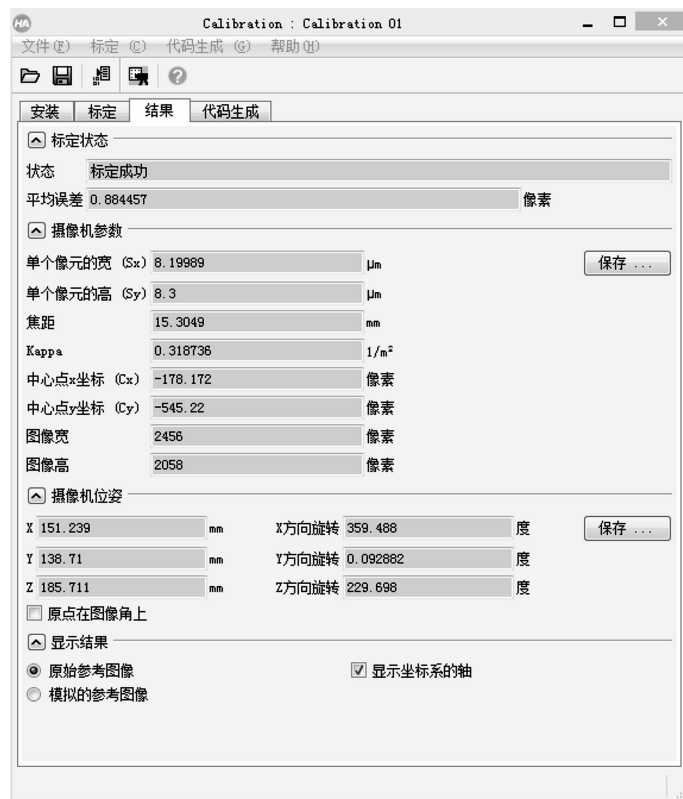 HA Calibration : Calibration 01
文件(F) 标定 (C) 代码生成 (G) 帮助(H)
安装 标定 结果 代码生成
标定状态
状态 标定成功
平均误差 0.884457 像素
摄像机参数
单个像元的宽 (Sx) 8.19989 μm 保存 ...
单个像元的高 (Sy) 8.3 μm
焦距 15.3049 mm
Kappa 0.318736 1/m²
中心点x坐标 (Cx) -178.172 像素
中心点y坐标 (Cy) -545.22 像素
图像宽 2456 像素
图像高 2058 像素
摄像机位姿
X 151.239 mm X方向旋转 359.488 度 保存 ...
Y 138.71 mm Y方向旋转 0.092882 度
Z 185.711 mm Z方向旋转 229.698 度
原点在图像角上
显示结果
原始参考图像 显示坐标系的轴
模拟的参考图像